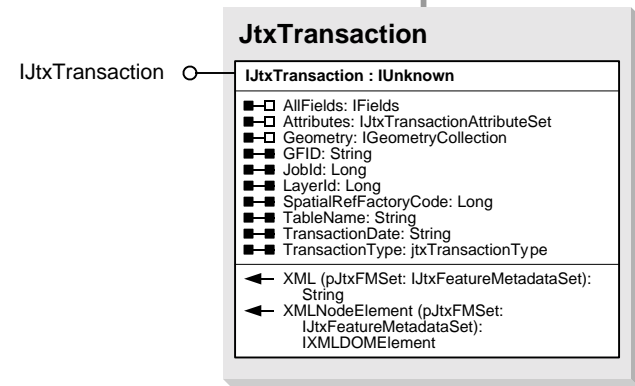 JtxTransaction
IJtxTransaction
IJtxTransaction : IUnknown
AllFields: IFields
Attributes: IJtxTransactionAttributeSet
Geometry: IGeometryCollection
GFID: String
JobId: Long
LayerId: Long
SpatialRefFactoryCode: Long
TableName: String
TransactionDate: String
TransactionType: jtxTransactionType
XML (pJtxFMSet: IJtxFeatureMetadataSet):
String
XMLNodeElement (pJtxFMSet:
IJtxFeatureMetadataSet):
IXMLDOMElement